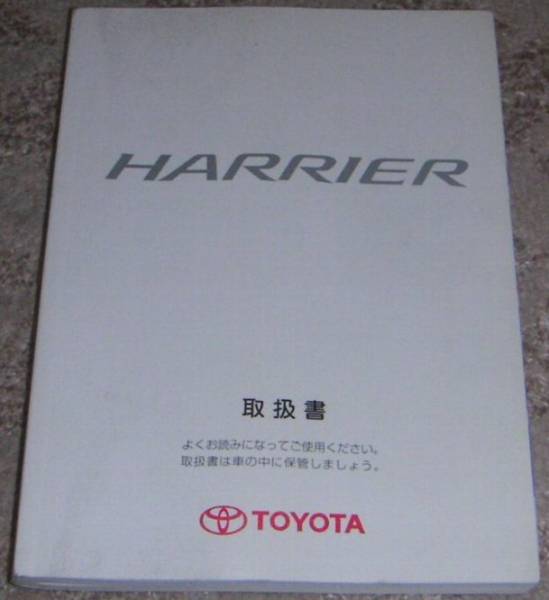 HARRIER
取扱書
よくお読みになってご使用ください。
取扱書は車の中に保管しましょう。
TOYOTA